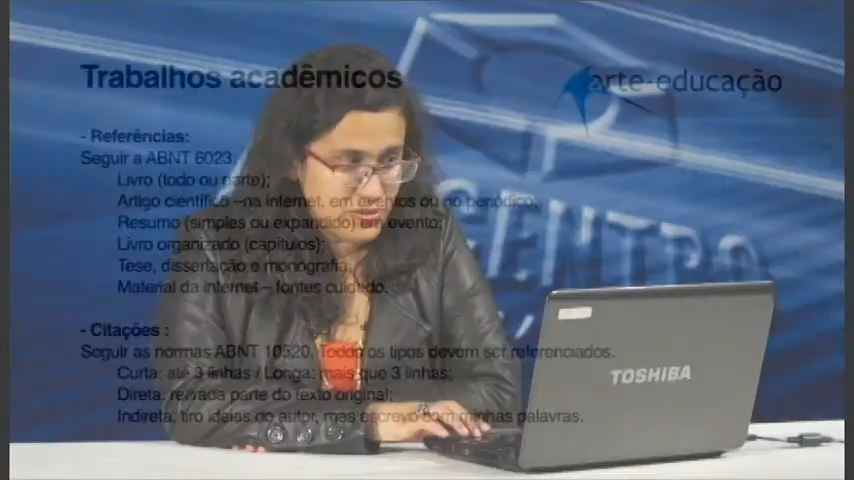 Trabalhos acadêmicos
arte-educação
- Referências:
Seguir a ABNT 6023
Livro (todo ou parte);
Artigo científico –na internet, em eventos ou no periódico;
Resumo (simples ou expandido) em evento;
Livro organizado (capítulos);
Tese, dissertação e monografia
Material da internet – fontes cuidado.
CENTRO
- Citações :
Seguir as normas ABNT 10520. Todos os tipos devem ser referenciados.
Curta: até 3 linhas / Longa: mais que 3 linhas;
Direta: retirada parte do texto original;
Indireta: tiro ideias do autor, mas escrevo com minhas palavras.
TOSHIBA